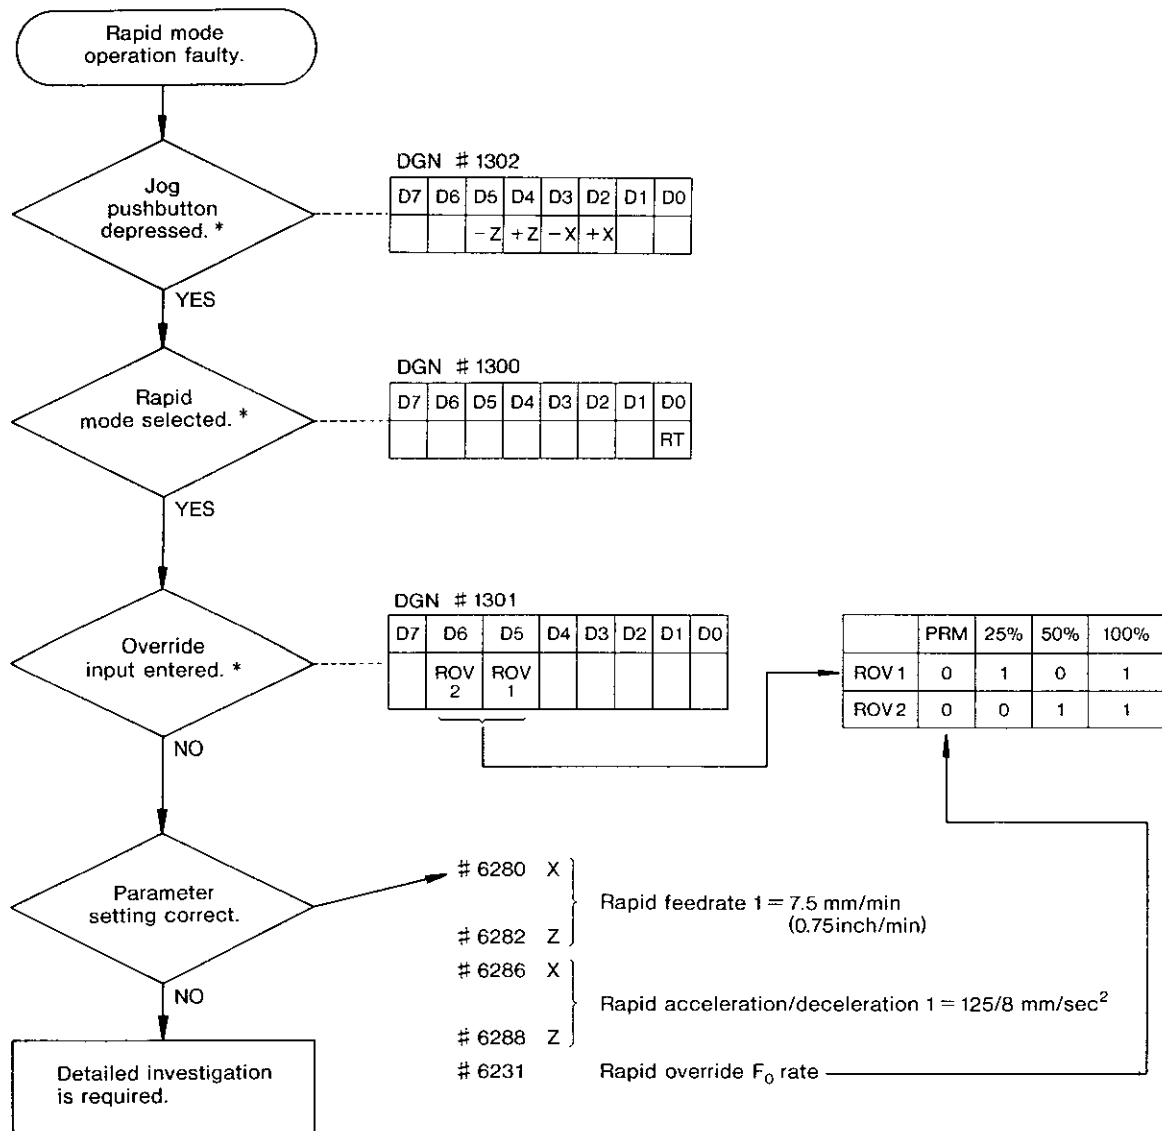 Rapid mode
operation faulty.
Jog
pushbutton
depressed. *
DGN # 1302
D7 D6 D5 D4 D3 D2 D1 D0
−Z +Z −X +X
YES
Rapid
mode selected. *
DGN # 1300
D7 D6 D5 D4 D3 D2 D1 D0
RT
YES
Override
input entered. *
DGN # 1301
D7 D6 D5 D4 D3 D2 D1 D0
ROV 2 ROV 1
PRM 25% 50% 100%
ROV 1 0 1 0 1
ROV 2 0 0 1 1
NO
Parameter
setting correct.
# 6280 X
Rapid feedrate 1 = 7.5 mm/min
(0.75inch/min)
# 6282 Z
# 6286 X
Rapid acceleration/deceleration 1 = 125/8 mm/sec²
# 6288 Z
# 6231 Rapid override F₀ rate
NO
Detailed investigation
is required.